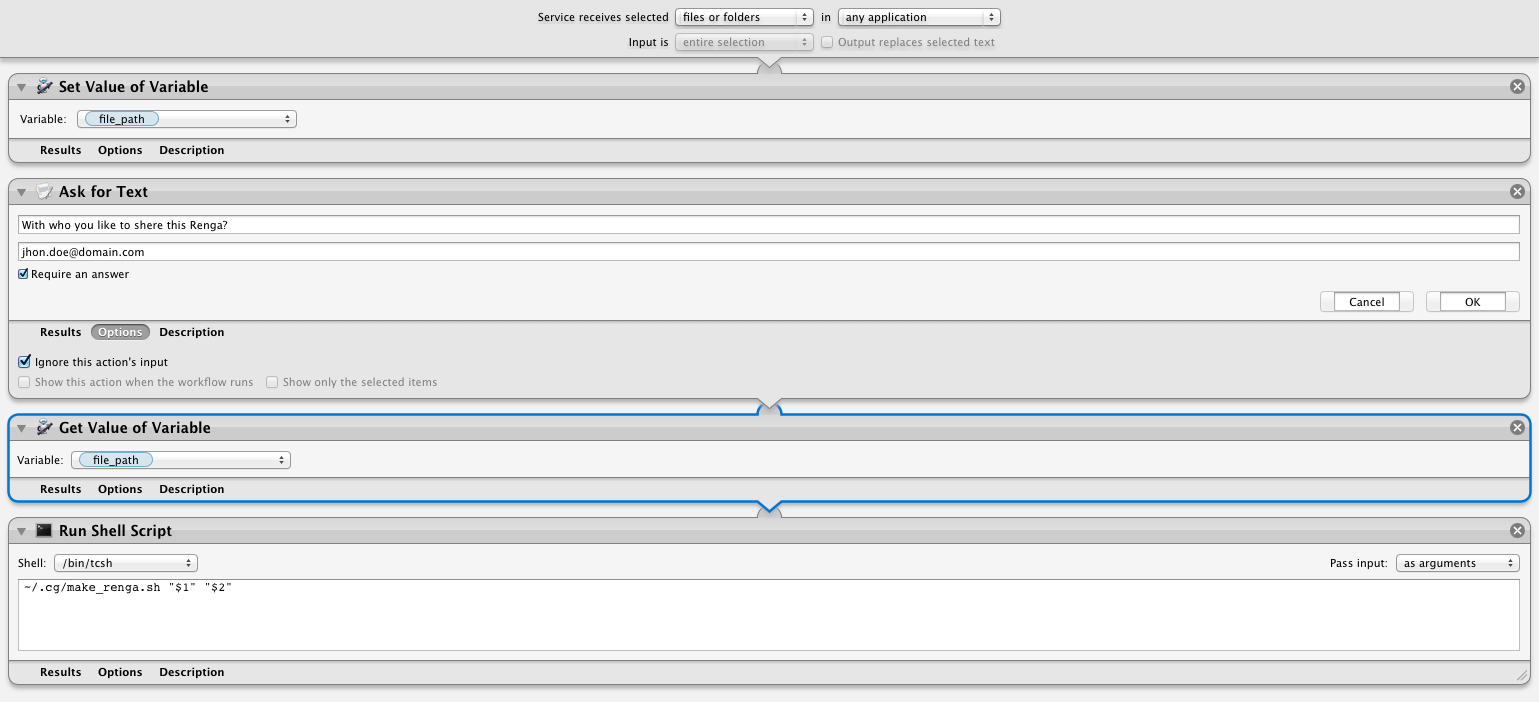 Service receives selected files or folders in any application
Input is entire selection Output replaces selected text
Set Value of Variable
Variable: file_path
Results Options Description
Ask for Text
With who you like to shere this Renga?
jhon.doe@domain.com
Require an answer
Cancel OK
Results Options Description
Ignore this action's input
Show this action when the workflow runs Show only the selected items
Get Value of Variable
Variable: file_path
Results Options Description
Run Shell Script
Shell: /bin/tcsh Pass input: as arguments
~/.cg/make_renga.sh "$1" "$2"
Results Options Description